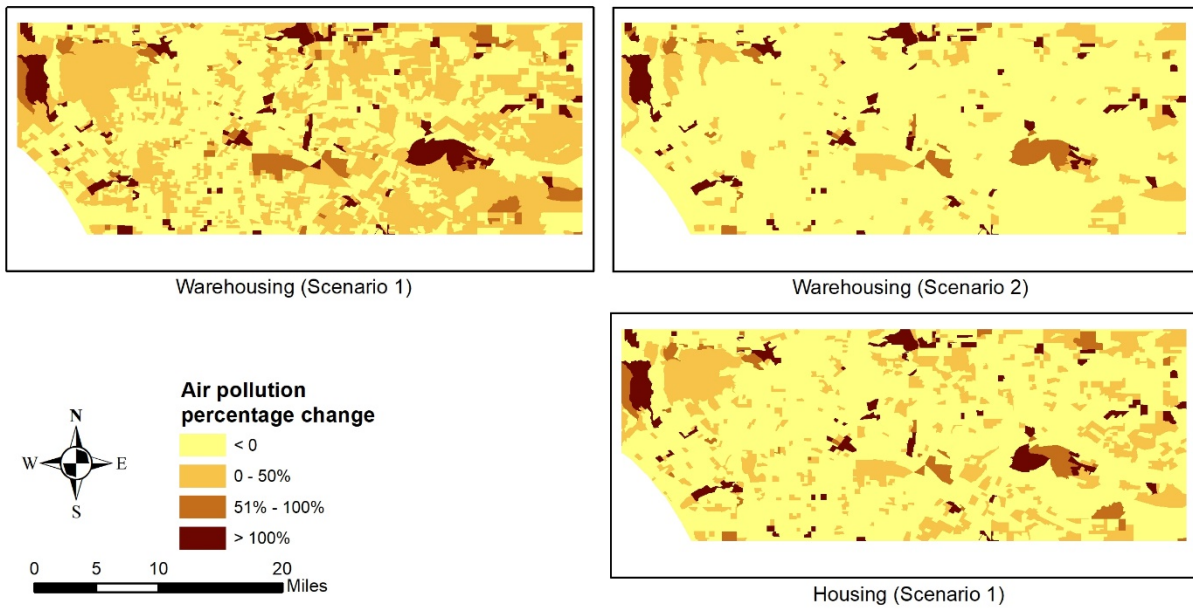 Warehousing (Scenario 1)
Warehousing (Scenario 2)
Air pollution
percentage change
< 0
0 - 50%
51% - 100%
> 100%
N
W E
S
0 5 10 20
Miles
Housing (Scenario 1)